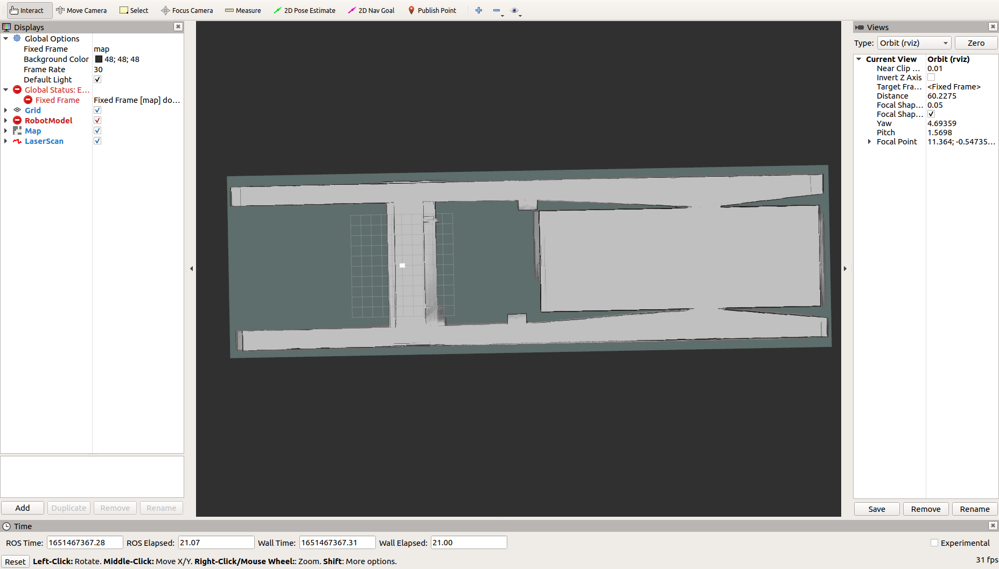 Interact Move Camera Select Focus Camera Measure 2D Pose Estimate 2D Nav Goal Publish Point
Displays
Global Options
Fixed Frame map
Background Color 48; 48; 48
Frame Rate 30
Default Light
Global Status: E...
Fixed Frame Fixed Frame [map] do...
Grid
RobotModel
Map
LaserScan
Add Duplicate Remove Rename
Views
Type: Orbit (rviz) Zero
Current View Orbit (rviz)
Near Clip ... 0.01
Invert Z Axis
Target Fra... <Fixed Frame>
Distance 60.2275
Focal Shap... 0.05
Focal Shap...
Yaw 4.69359
Pitch 1.5698
Focal Point 11.364; -0.54735...
Save Remove Rename
Time
ROS Time: 1651467367.28 ROS Elapsed: 21.07 Wall Time: 1651467367.31 Wall Elapsed: 21.00 Experimental
Reset Left-Click: Rotate. Middle-Click: Move X/Y. Right-Click/Mouse Wheel:: Zoom. Shift: More options. 31 fps